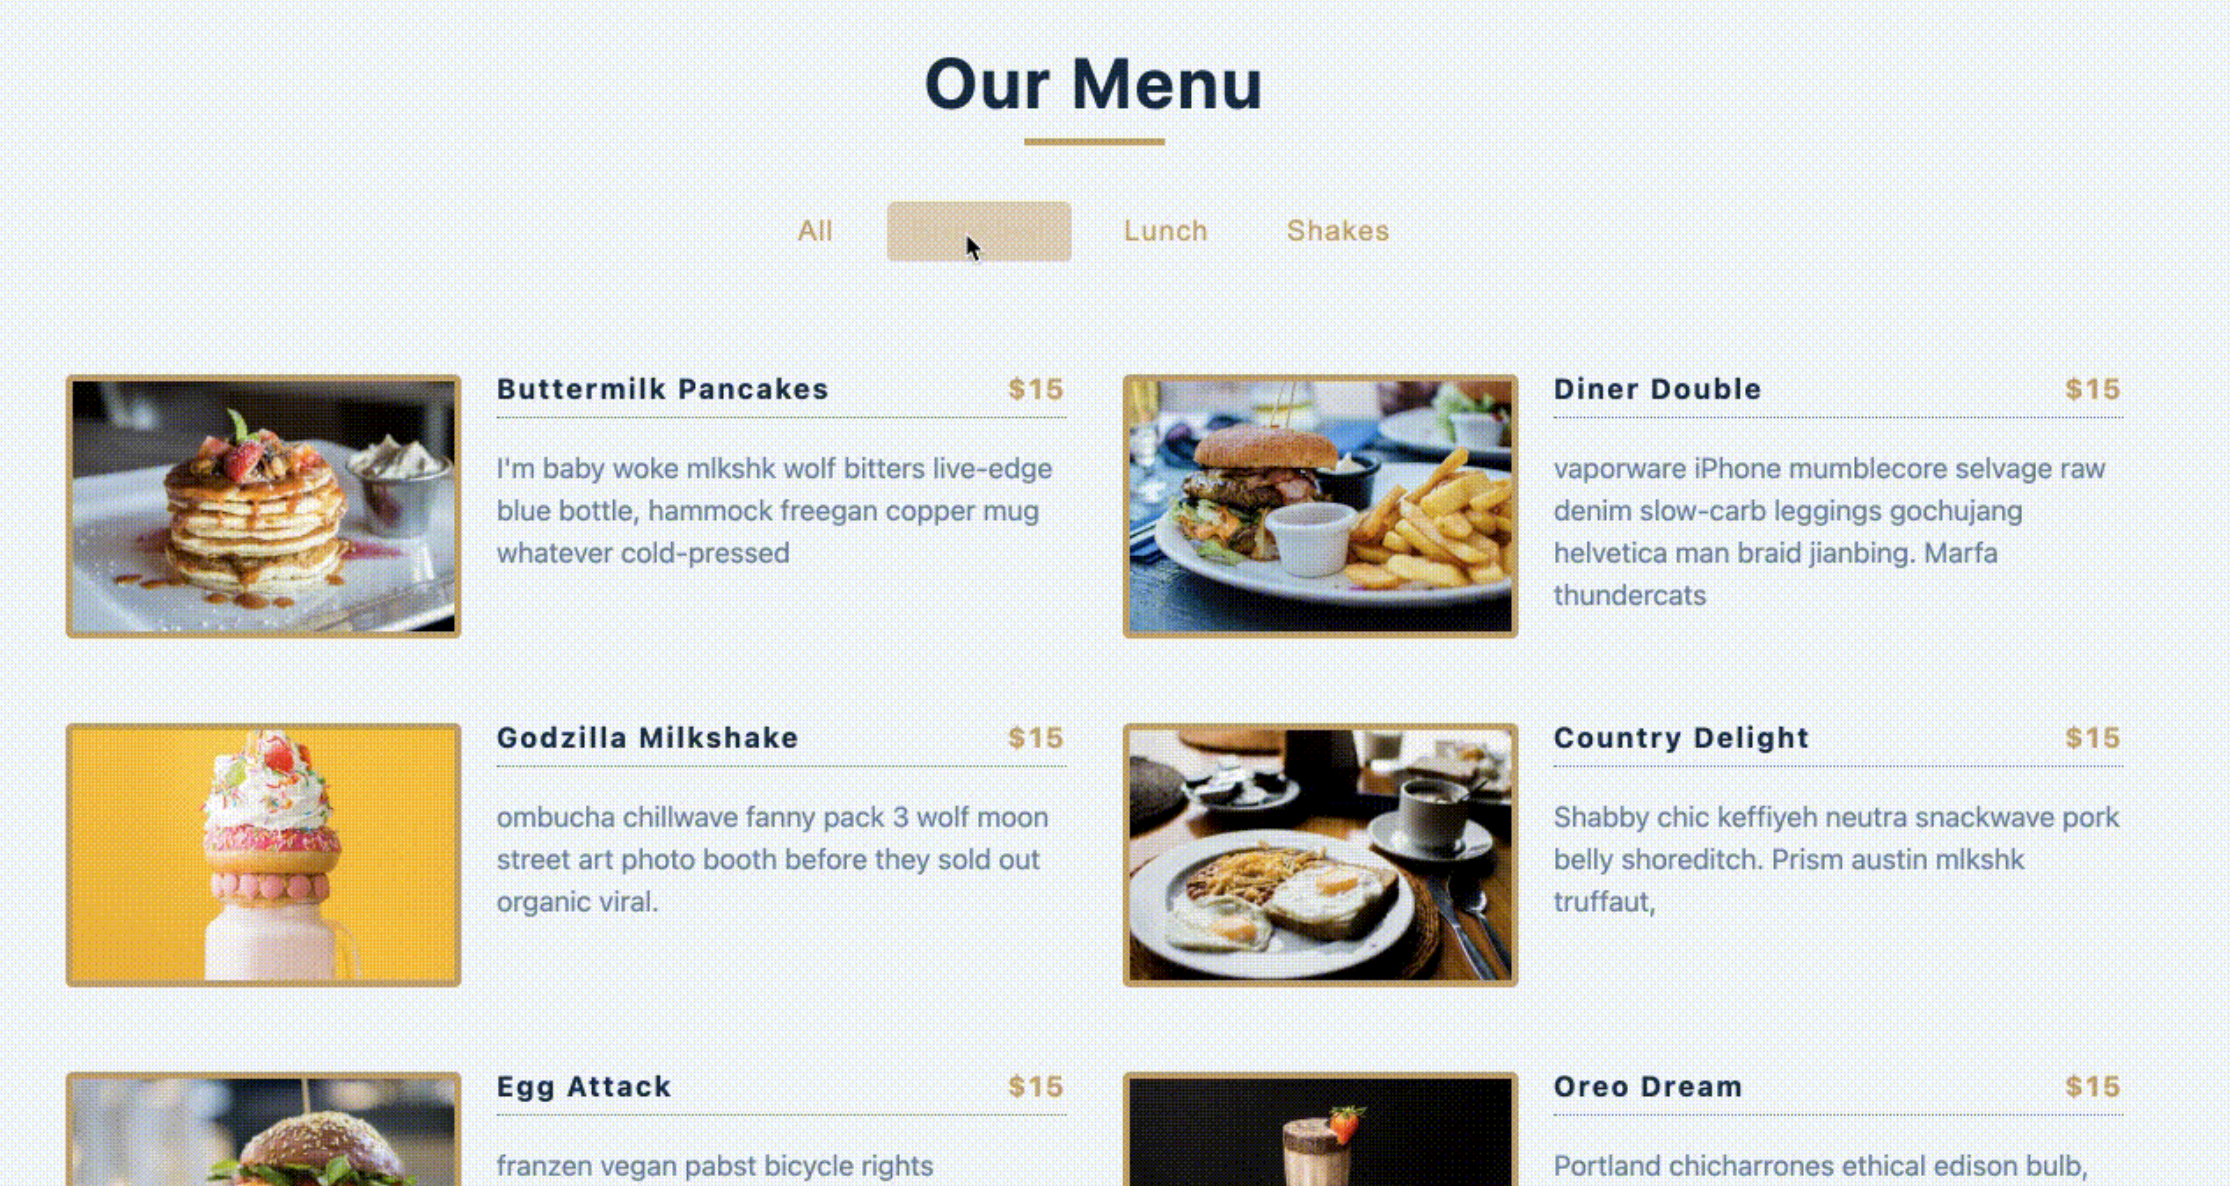 Our Menu
All
Lunch
Shakes
Buttermilk Pancakes $15
I'm baby woke mlkshk wolf bitters live-edge
blue bottle, hammock freegan copper mug
whatever cold-pressed
Diner Double $15
vaporware iPhone mumblecore selvage raw
denim slow-carb leggings gochujang
helvetica man braid jianbing. Marfa
thundercats
Godzilla Milkshake $15
ombucha chillwave fanny pack 3 wolf moon
street art photo booth before they sold out
organic viral.
Country Delight $15
Shabby chic keffiyeh neutra snackwave pork
belly shoreditch. Prism austin mlkshk
truffaut,
Egg Attack $15
franzen vegan pabst bicycle rights
Oreo Dream $15
Portland chicharrones ethical edison bulb,